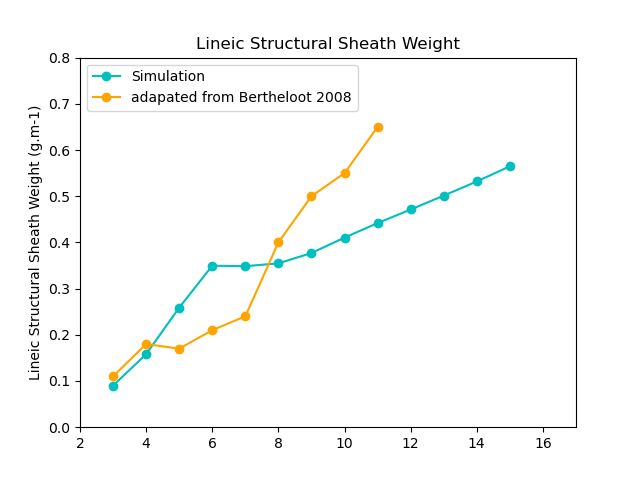 Lineic Structural Sheath Weight
Simulation
adapated from Bertheloot 2008
Lineic Structural Sheath Weight (g.m-1)
0.8
0.7
0.6
0.5
0.4
0.3
0.2
0.1
0.0
2 4 6 8 10 12 14 16